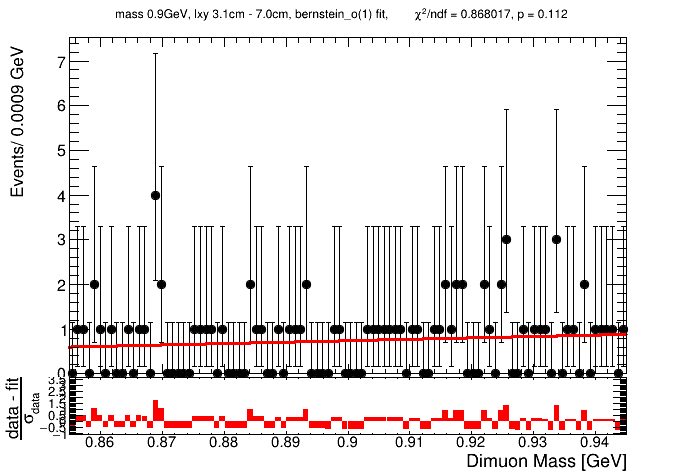 mass 0.9GeV, lxy 3.1cm - 7.0cm, bernstein_o(1) fit, χ²/ndf = 0.868017, p = 0.112
Events/ 0.0009 GeV
7
6
5
4
3
2
1
0
data - fit
σdata
3.5
0.86 0.87 0.88 0.89 0.9 0.91 0.92 0.93 0.94
Dimuon Mass [GeV]